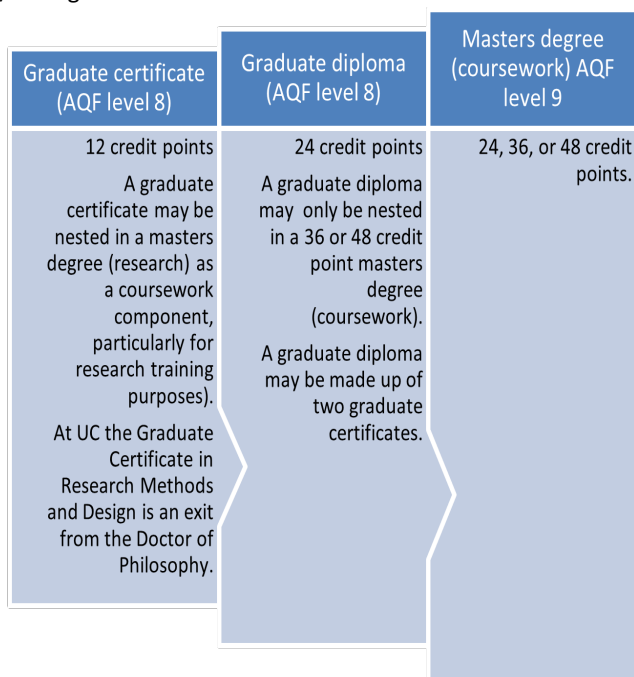 Graduate certificate
(AQF level 8)
12 credit points
A graduate
certificate may be
nested in a masters
degree (research) as
a coursework
component,
particularly for
research training
purposes).
At UC the Graduate
Certificate in
Research Methods
and Design is an exit
from the Doctor of
Philosophy.
Graduate diploma
(AQF level 8)
24 credit points
A graduate diploma
may only be nested
in a 36 or 48 credit
point masters
degree
(coursework).
A graduate diploma
may be made up of
two graduate
certificates.
Masters degree
(coursework) AQF
level 9
24, 36, or 48 credit
points.